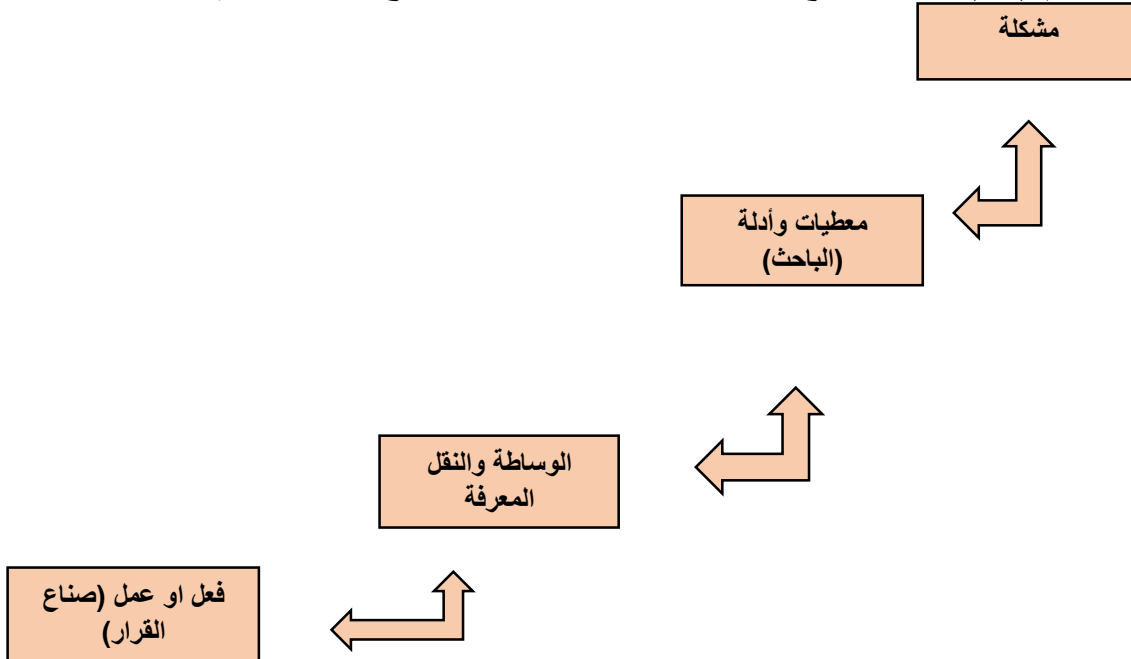 مشكلة
معطيات وأدلة
(الباحث)
الوساطة والنقل
المعرفة
فعل او عمل (صناع
القرار)